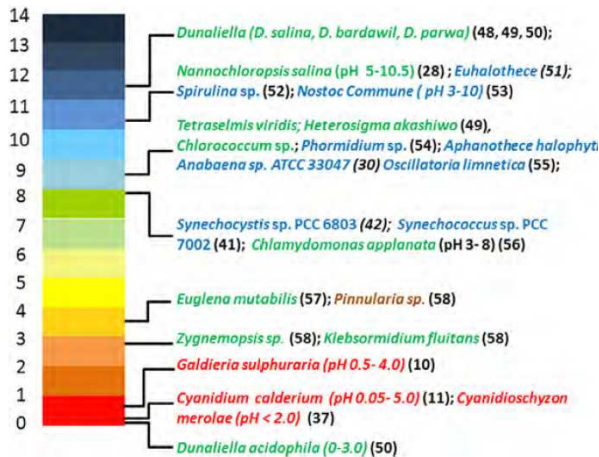 14
13
12
11
10
9
8
7
6
5
4
3
2
1
0
Dunaliella (D. salina, D. bardawil, D. parwa) (48, 49, 50);
Nannochlorapsis salina (pH 5-10.5) (28); Euhalothece (51);
Spirulina sp. (52); Nostoc Commune ( pH 3-10) (53)
Tetraselmis viridis; Heterosigma akashiwo (49),
Chlorococcum sp.; Phormidium sp. (54); Aphanothece halophyti
Anabaena sp. ATCC 33047 (30) Oscillatoria limnetica (55);
Synechocystis sp. PCC 6803 (42); Synechococcus sp. PCC
7002 (41); Chlamydomonas applanata (pH 3- 8) (56)
Euglena mutabilis (57); Pinnularia sp. (58)
Zygnemopsis sp. (58); Klebsormidium fluitans (58)
Galdieria sulphuraria (pH 0.5- 4.0) (10)
Cyanidium calderium (pH 0.05- 5.0) (11); Cyanidioschyzon
merolae (pH < 2.0) (37)
Dunaliella acidophila (0-3.0) (50)